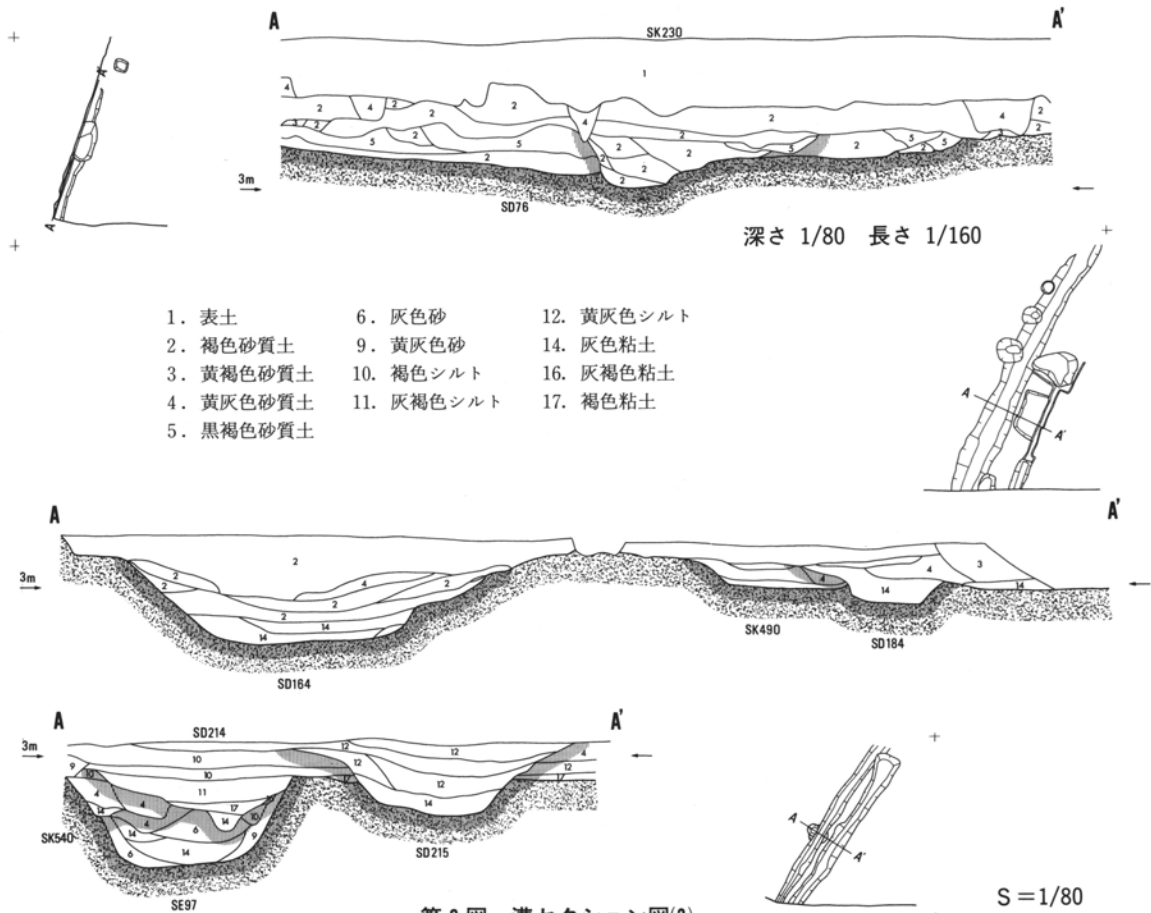 A A'
SK230
1
4 2 4 2 2 2 4 2 2 4 2
3 2 5 2 5 2 2 2 5 2 5 2 5 3 2
2 2 2 2
3m
SD76
A A'
深さ 1/80 長さ 1/160
1. 表土
2. 褐色砂質土
3. 黄褐色砂質土
4. 黄灰色砂質土
5. 黒褐色砂質土
6. 灰色砂
9. 黄灰色砂
10. 褐色シルト
11. 灰褐色シルト
12. 黄灰色シルト
14. 灰色粘土
16. 灰褐色粘土
17. 褐色粘土
A A'
A A'
3m
2 2 2 4 2 2 2 14 14
4 4 3 14 14
SK490
SD184
SD164
A A'
SD214
3m
9 10 10 10 11 4 4 14 17 14 10 6 9 14 14 6
12 12 12 12 14 4 12 17
SK540
SD215
SE97
A A'
S=1/80